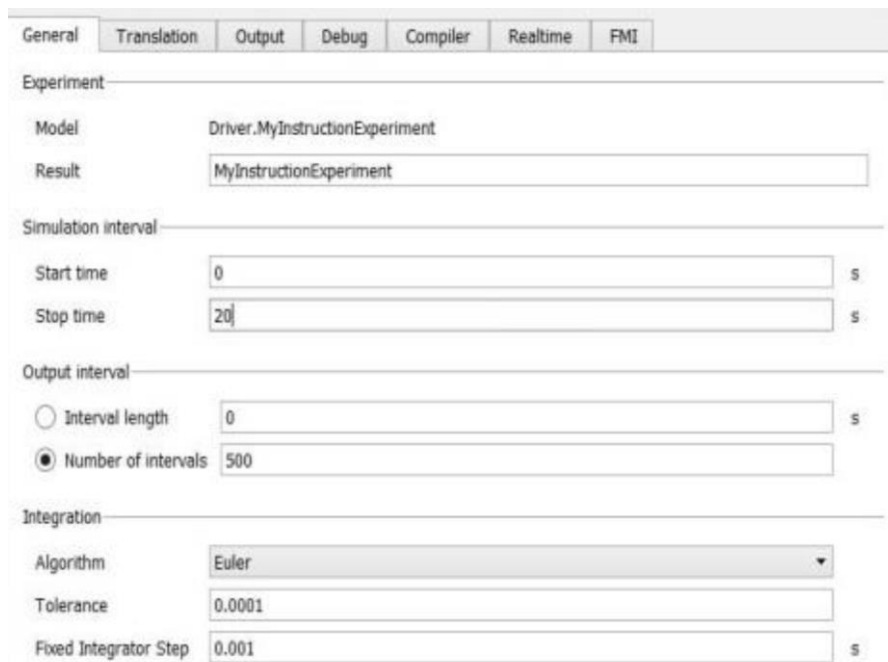 General Translation Output Debug Compiler Realtime FMI
Experiment
Model Driver.MyInstructionExperiment
Result MyInstructionExperiment
Simulation interval
Start time 0 s
Stop time 20 s
Output interval
Interval length 0 s
Number of intervals 500
Integration
Algorithm Euler
Tolerance 0.0001
Fixed Integrator Step 0.001 s